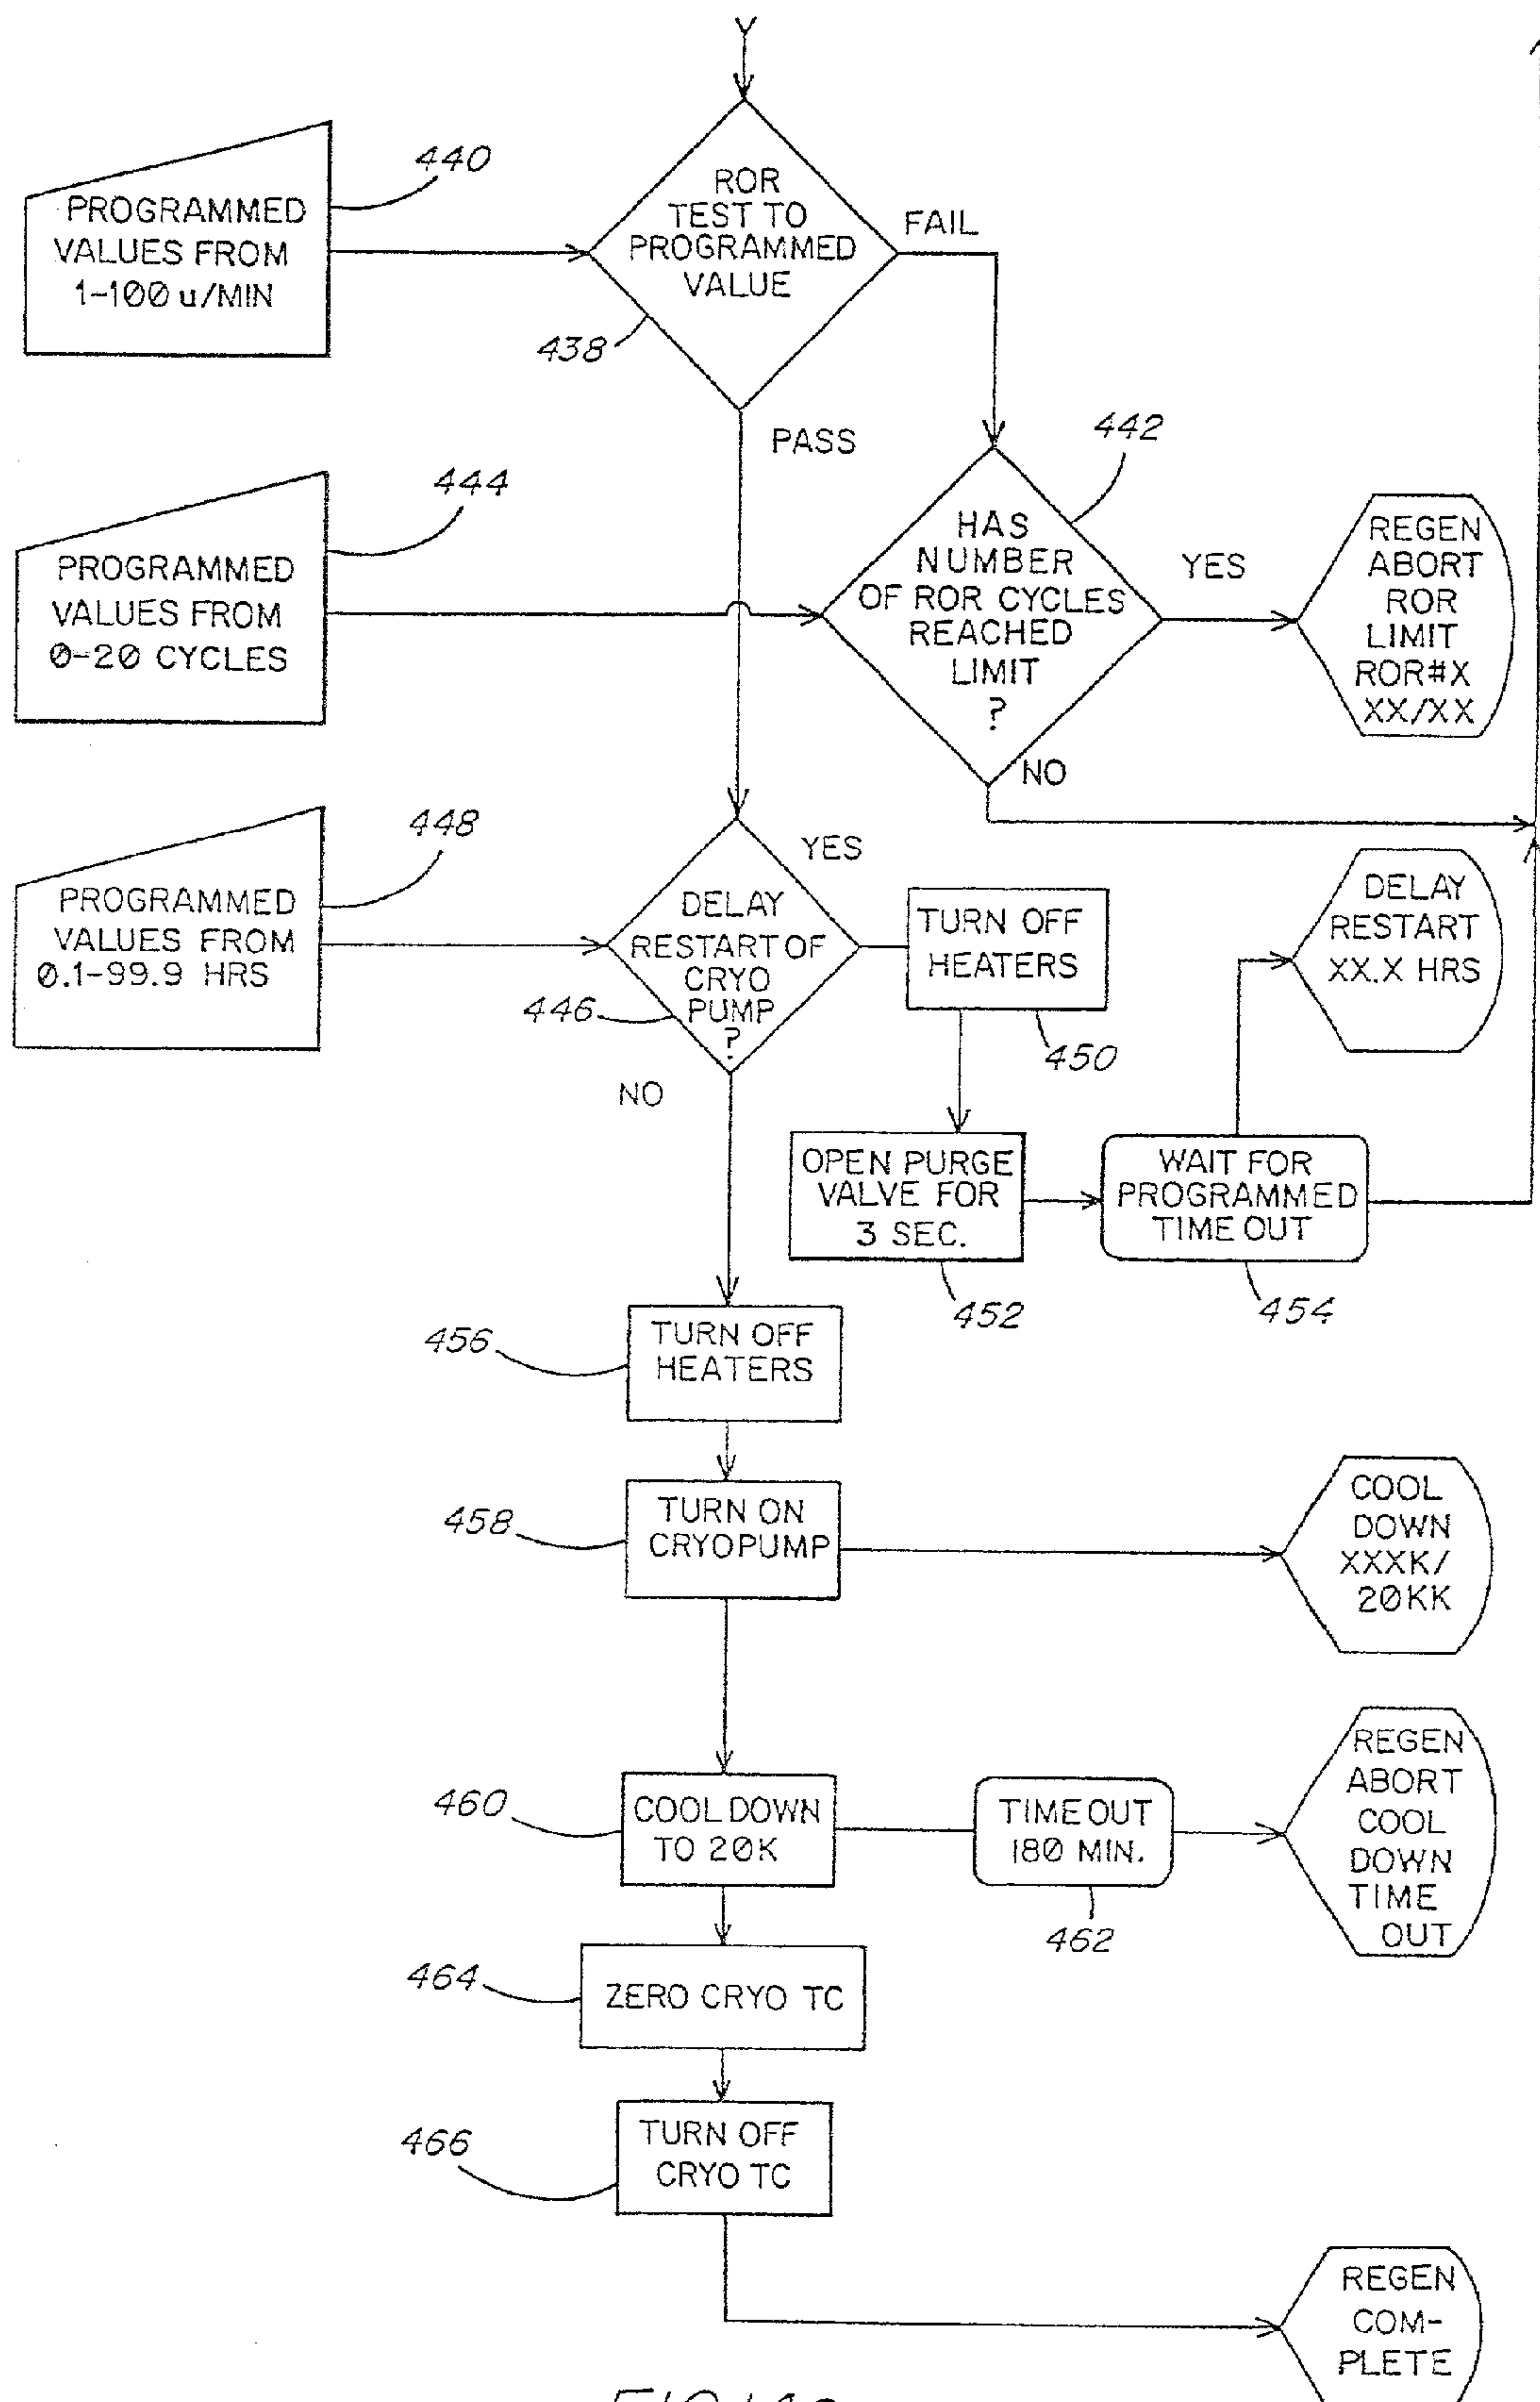 Y
440
PROGRAMMED
VALUES FROM
1-100 u/MIN
ROR
TEST TO
PROGRAMMED
VALUE
FAIL
438
PASS
442
444
PROGRAMMED
VALUES FROM
0-20 CYCLES
HAS
NUMBER
OF ROR CYCLES
REACHED
LIMIT
?
YES
REGEN
ABORT
ROR
LIMIT
ROR#X
XX/XX
NO
448
PROGRAMMED
VALUES FROM
0.1-99.9 HRS
YES
DELAY
RESTART OF
CRYO
PUMP
?
446
TURN OFF
HEATERS
450
DELAY
RESTART
XX.X HRS
NO
OPEN PURGE
VALVE FOR
3 SEC.
452
WAIT FOR
PROGRAMMED
TIME OUT
454
456
TURN OFF
HEATERS
458
TURN ON
CRYOPUMP
COOL
DOWN
XXXK/
20KK
460
COOL DOWN
TO 20K
TIME OUT
180 MIN.
462
REGEN
ABORT
COOL
DOWN
TIME
OUT
464
ZERO CRYO TC
466
TURN OFF
CRYO TC
REGEN
COM-
PLETE